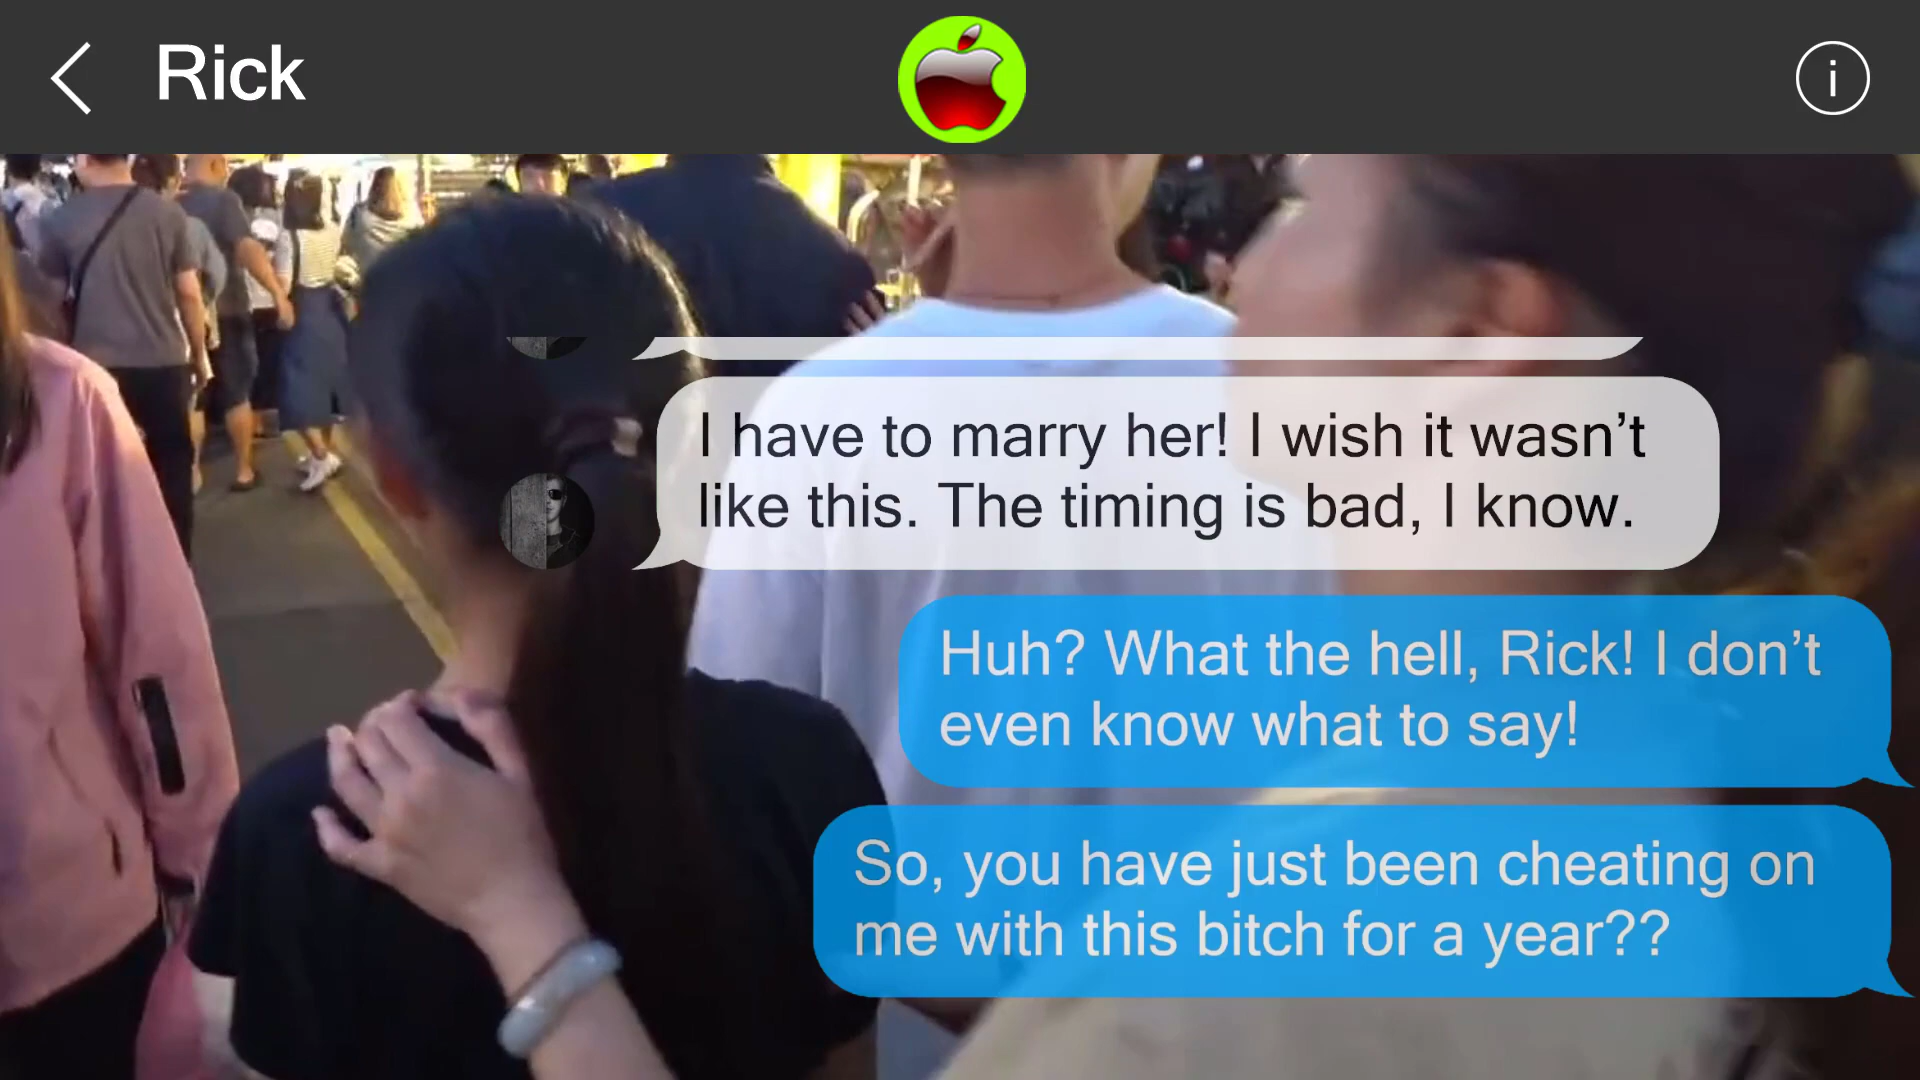 Rick
i
I have to marry her! I wish it wasn’t
like this. The timing is bad, I know.
Huh? What the hell, Rick! I don’t
even know what to say!
So, you have just been cheating on
me with this bitch for a year??